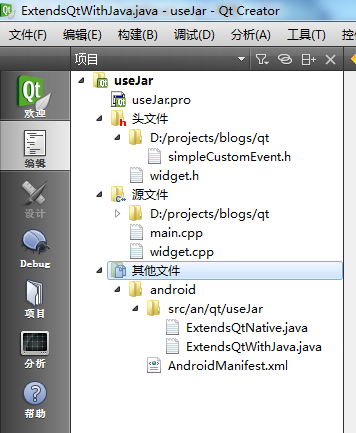 ExtendsQtWithJava.java - useJar - Qt Creator
文件(F) 编辑(E) 构建(B) 调试(D) 分析(A) 工具(T)
项目
Qt
欢迎
编辑
设计
Debug
项目
分析
帮助
useJar
useJar.pro
头文件
D:/projects/blogs/qt
simpleCustomEvent.h
widget.h
源文件
D:/projects/blogs/qt
main.cpp
widget.cpp
其他文件
android
src/an/qt/useJar
ExtendsQtNative.java
ExtendsQtWithJava.java
AndroidManifest.xml